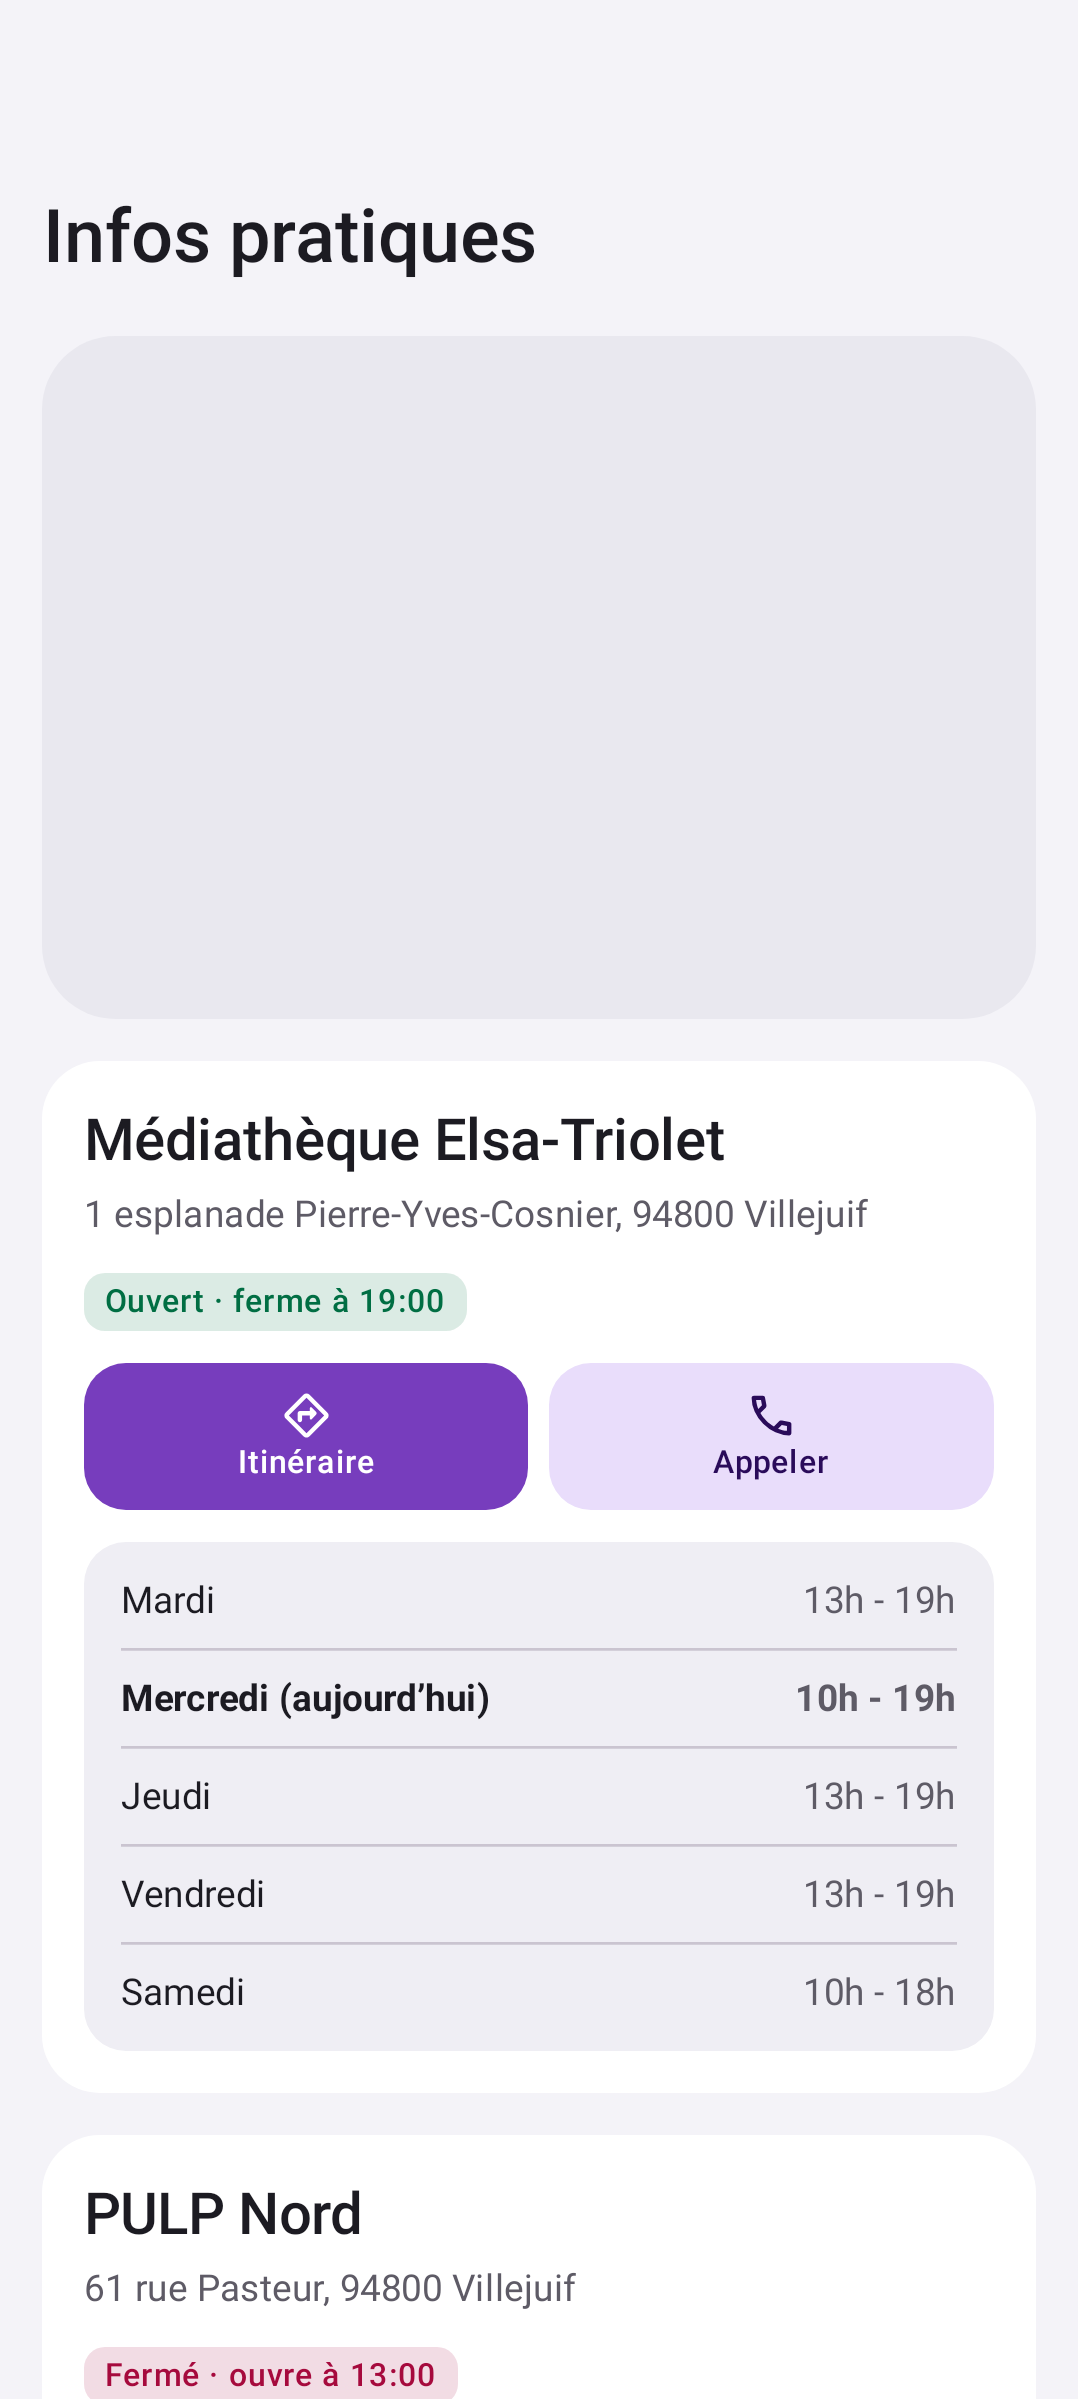 Infos pratiques
Médiathèque Elsa-Triolet
1 esplanade Pierre-Yves-Cosnier, 94800 Villejuif
Ouvert · ferme à 19:00
Itinéraire
Appeler
Mardi 13h - 19h
Mercredi (aujourd’hui) 10h - 19h
Jeudi 13h - 19h
Vendredi 13h - 19h
Samedi 10h - 18h
PULP Nord
61 rue Pasteur, 94800 Villejuif
Fermé · ouvre à 13:00